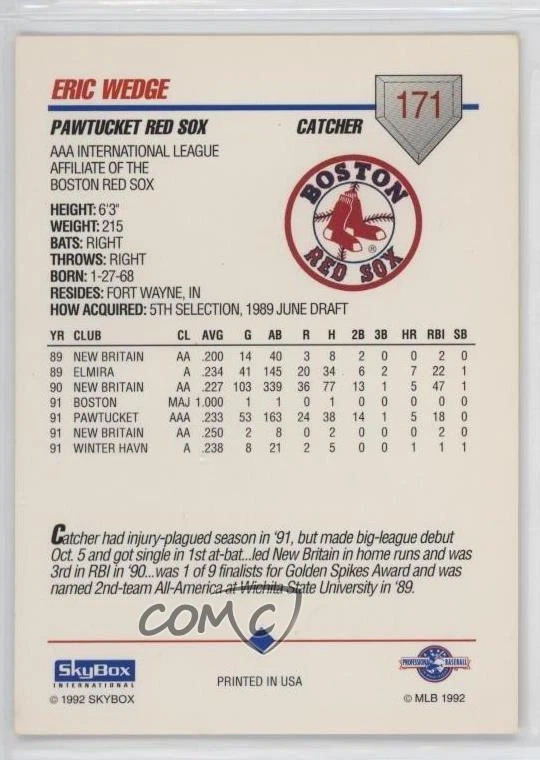 ERIC WEDGE
171
PAWTUCKET RED SOX CATCHER
AAA INTERNATIONAL LEAGUE
AFFILIATE OF THE
BOSTON RED SOX
BOSTON
RED SOX
®
HEIGHT: 6'3"
WEIGHT: 215
BATS: RIGHT
THROWS: RIGHT
BORN: 1-27-68
RESIDES: FORT WAYNE, IN
HOW ACQUIRED: 5TH SELECTION, 1989 JUNE DRAFT
YR CLUB CL AVG G AB R H 2B 3B HR RBI SB
89 NEW BRITAIN AA .200 14 40 3 8 2 0 0 2 0
89 ELMIRA A .234 41 145 20 34 6 2 7 22 1
90 NEW BRITAIN AA .227 103 339 36 77 13 1 5 47 1
91 BOSTON MAJ 1.000 1 1 0 1 0 0 0 0 0
91 PAWTUCKET AAA .233 53 163 24 38 14 1 5 18 0
91 NEW BRITAIN AA .250 2 8 0 2 0 0 0 2 0
91 WINTER HAVN A .238 8 21 2 5 0 0 1 1 1
Catcher had injury-plagued season in '91, but made big-league debut
Oct. 5 and got single in 1st at-bat...led New Britain in home runs and was
3rd in RBI in '90...was 1 of 9 finalists for Golden Spikes Award and was
named 2nd-team All-America at Wichita State University in '89.
COMC
SkyBox
INTERNATIONAL
© 1992 SKYBOX
PRINTED IN USA
PROFESSIONAL BASEBALL
© MLB 1992